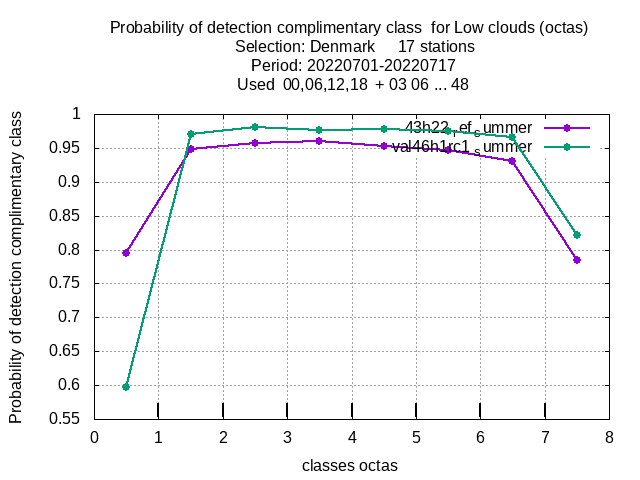 Probability of detection complimentary class for Low clouds (octas)
Selection: Denmark 17 stations
Period: 20220701-20220717
Used 00,06,12,18 + 03 06 ... 48
Probability of detection complimentary class
43h22_ref_summer
val46h1rc1_summer
1
0.95
0.9
0.85
0.8
0.75
0.7
0.65
0.6
0.55
0 1 2 3 4 5 6 7 8
classes octas